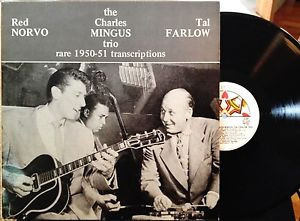 Red
NORVO
the
Charles
MINGUS
trio
Tal
FARLOW
rare 1950-51 transcriptions